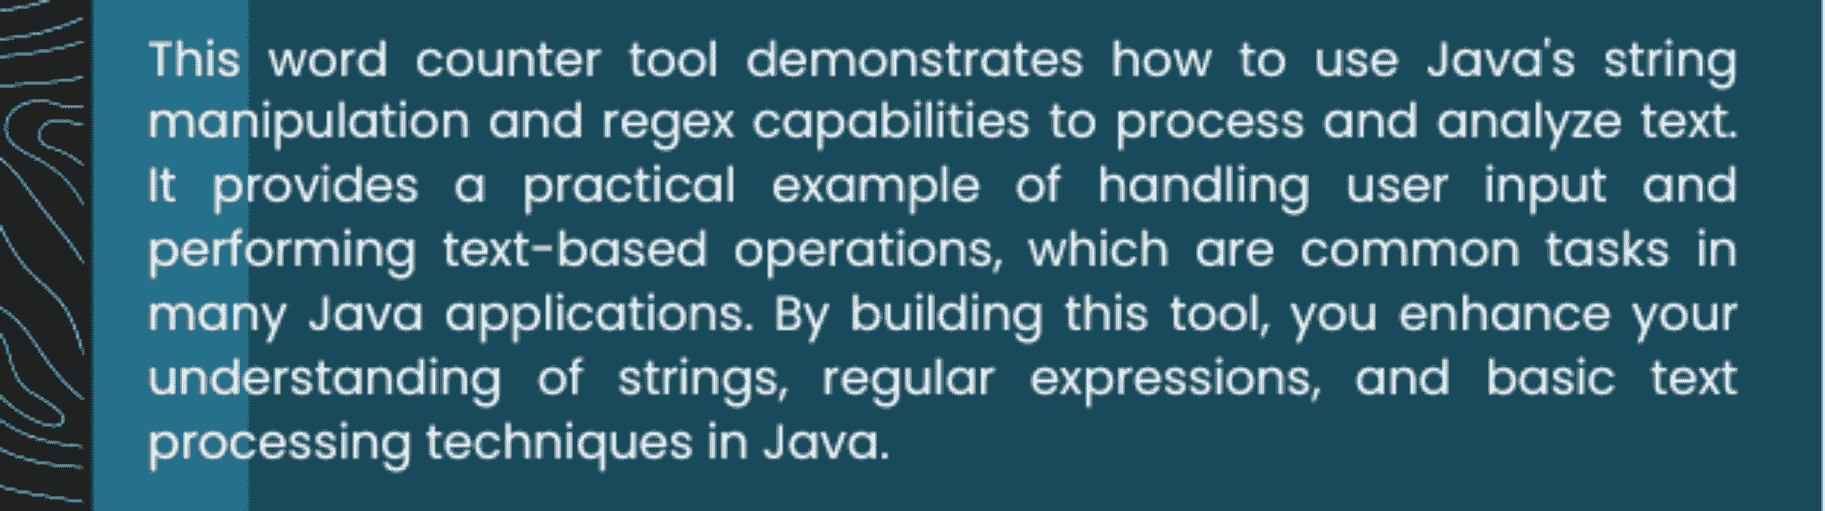 This word counter tool demonstrates how to use Java's string
manipulation and regex capabilities to process and analyze text.
It provides a practical example of handling user input and
performing text-based operations, which are common tasks in
many Java applications. By building this tool, you enhance your
understanding of strings, regular expressions, and basic text
processing techniques in Java.